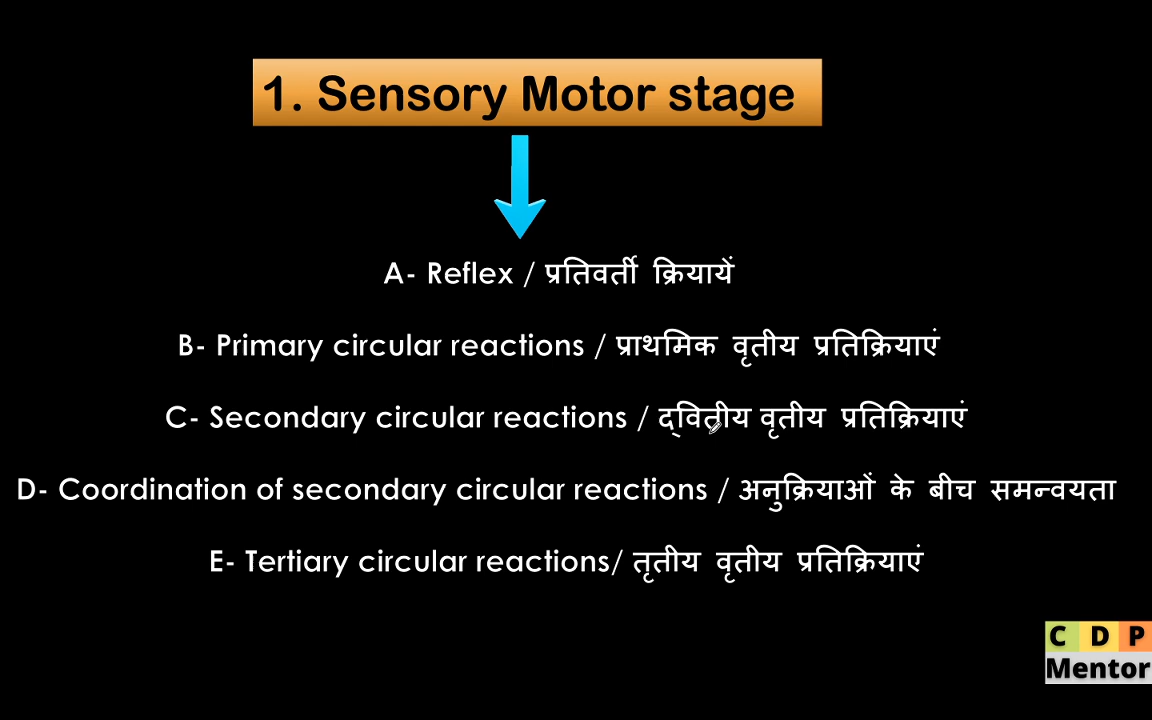 1. Sensory Motor stage
A- Reflex / प्रतिवर्ती क्रियायें
B- Primary circular reactions / प्राथमिक वृतीय प्रतिक्रियाएं
C- Secondary circular reactions / द्वितीय वृतीय प्रतिक्रियाएं
D- Coordination of secondary circular reactions / अनुक्रियाओं के बीच समन्वयता
E- Tertiary circular reactions/ तृतीय वृतीय प्रतिक्रियाएं
C D P
Mentor